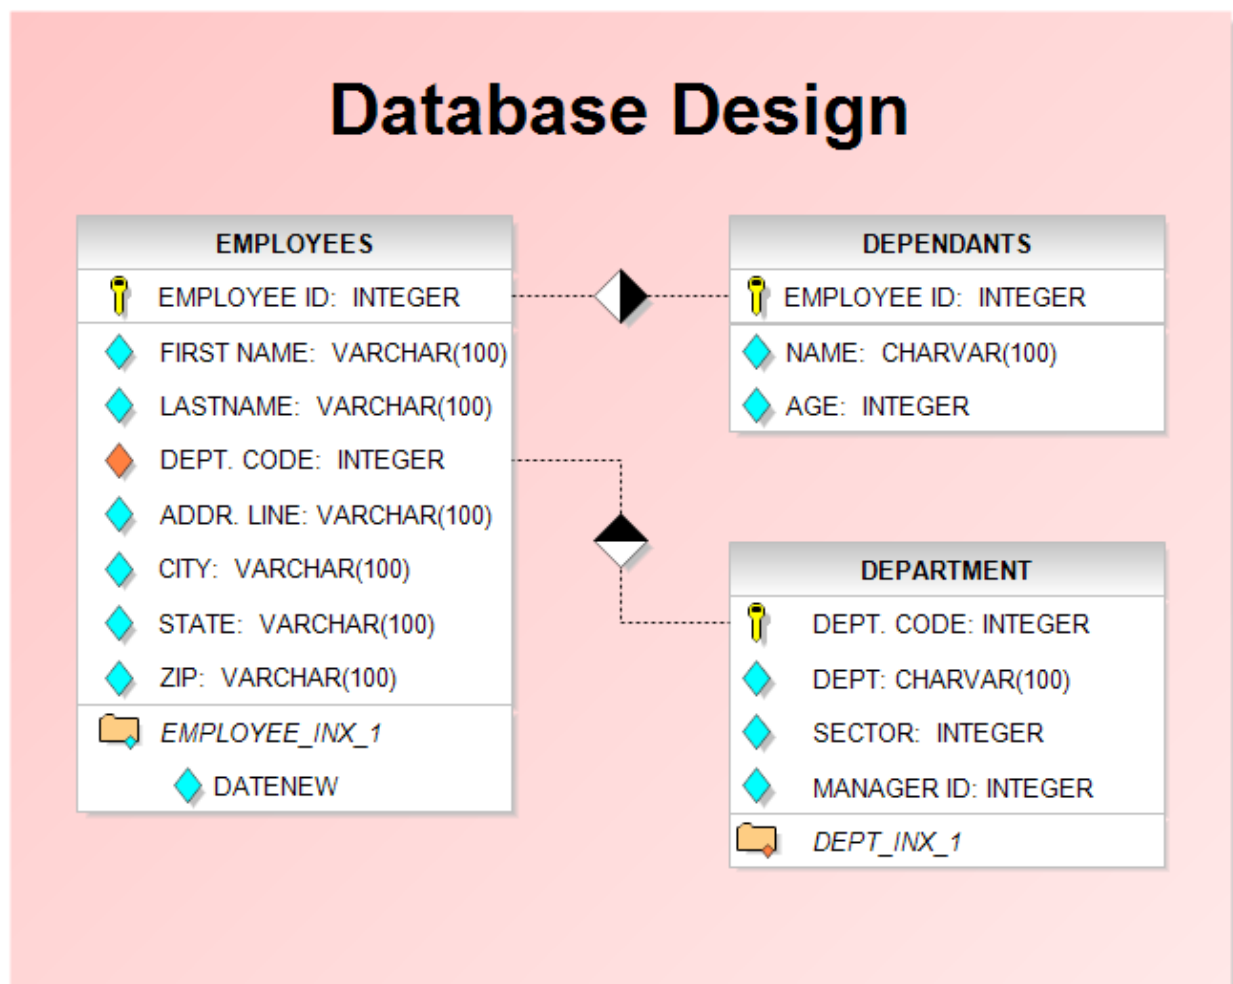 Database Design
EMPLOYEES
EMPLOYEE ID: INTEGER
FIRST NAME: VARCHAR(100)
LASTNAME: VARCHAR(100)
DEPT. CODE: INTEGER
ADDR. LINE: VARCHAR(100)
CITY: VARCHAR(100)
STATE: VARCHAR(100)
ZIP: VARCHAR(100)
EMPLOYEE_INX_1
DATENEW
DEPENDANTS
EMPLOYEE ID: INTEGER
NAME: CHARVAR(100)
AGE: INTEGER
DEPARTMENT
DEPT. CODE: INTEGER
DEPT: CHARVAR(100)
SECTOR: INTEGER
MANAGER ID: INTEGER
DEPT_INX_1